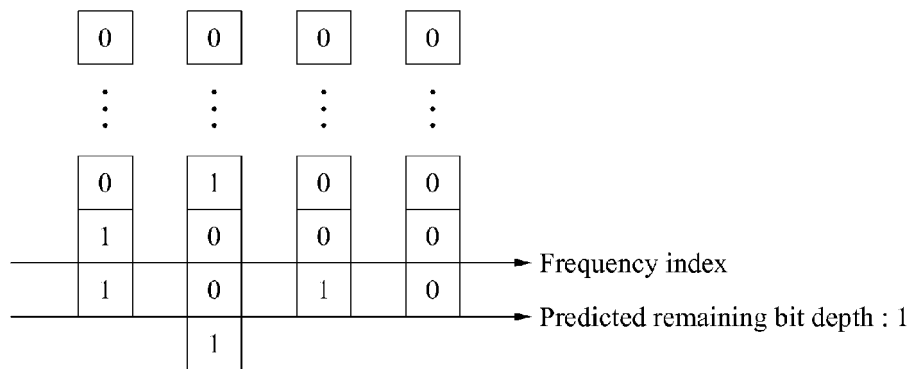 0 0 0 0
0 1 0 0
1 0 0 0
Frequency index
1 0 1 0
Predicted remaining bit depth : 1
1